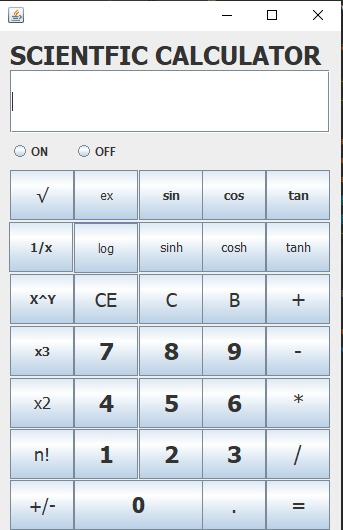 SCIENTFIC CALCULATOR
ON OFF
√ ex sin cos tan
1/x log sinh cosh tanh
X^Y CE C B +
x3 7 8 9 -
x2 4 5 6 *
n! 1 2 3 /
+/- 0 . =